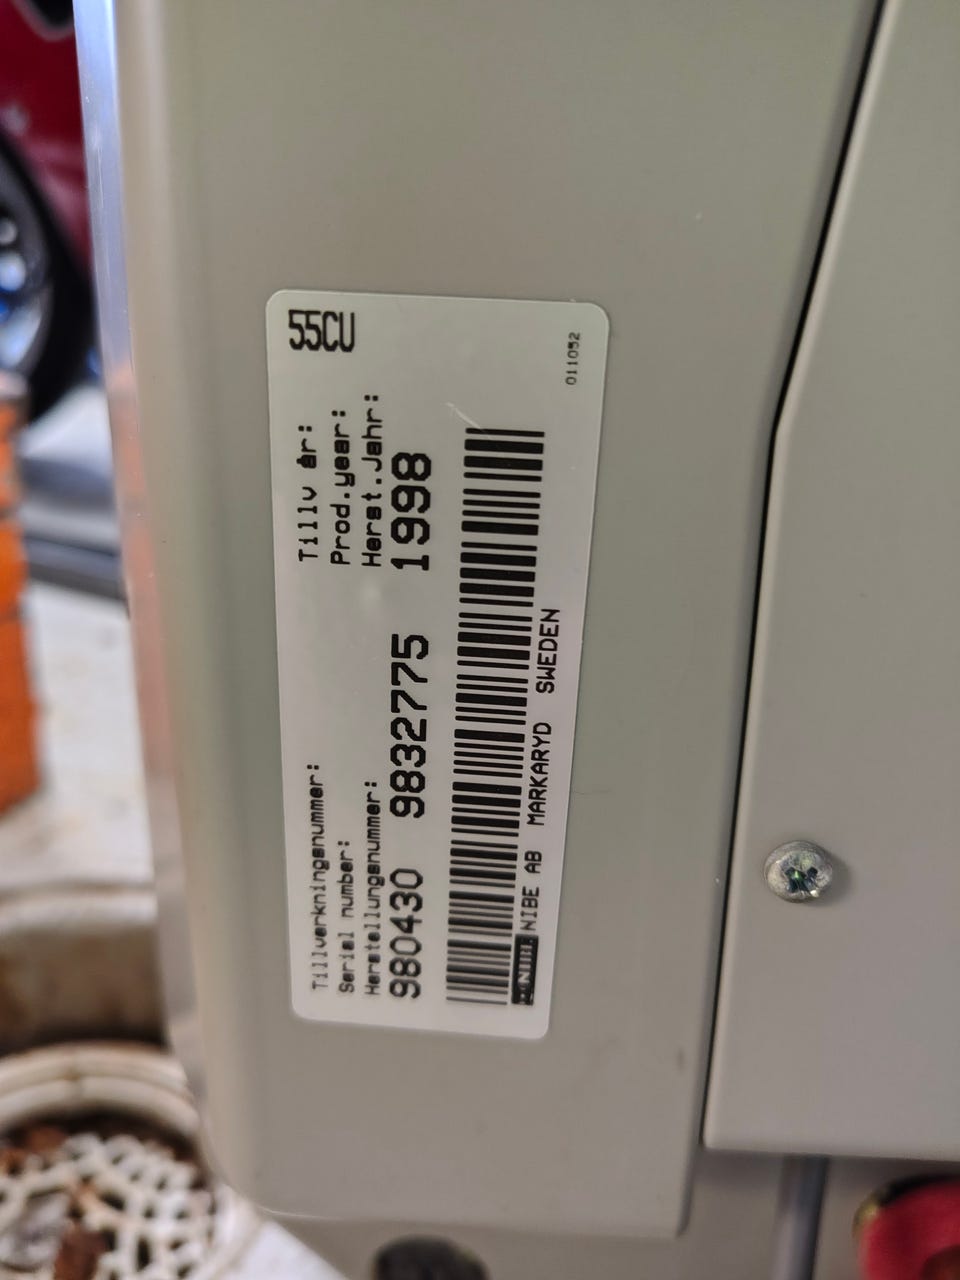 55CU
Tillverkningsnummer:
Tillv år:
Serial number:
Prod.year:
Herstellungsnummer:
Herst.Jahr:
980430 9832775 1998
NIBE NIBE AB MARKARYD SWEDEN
011052